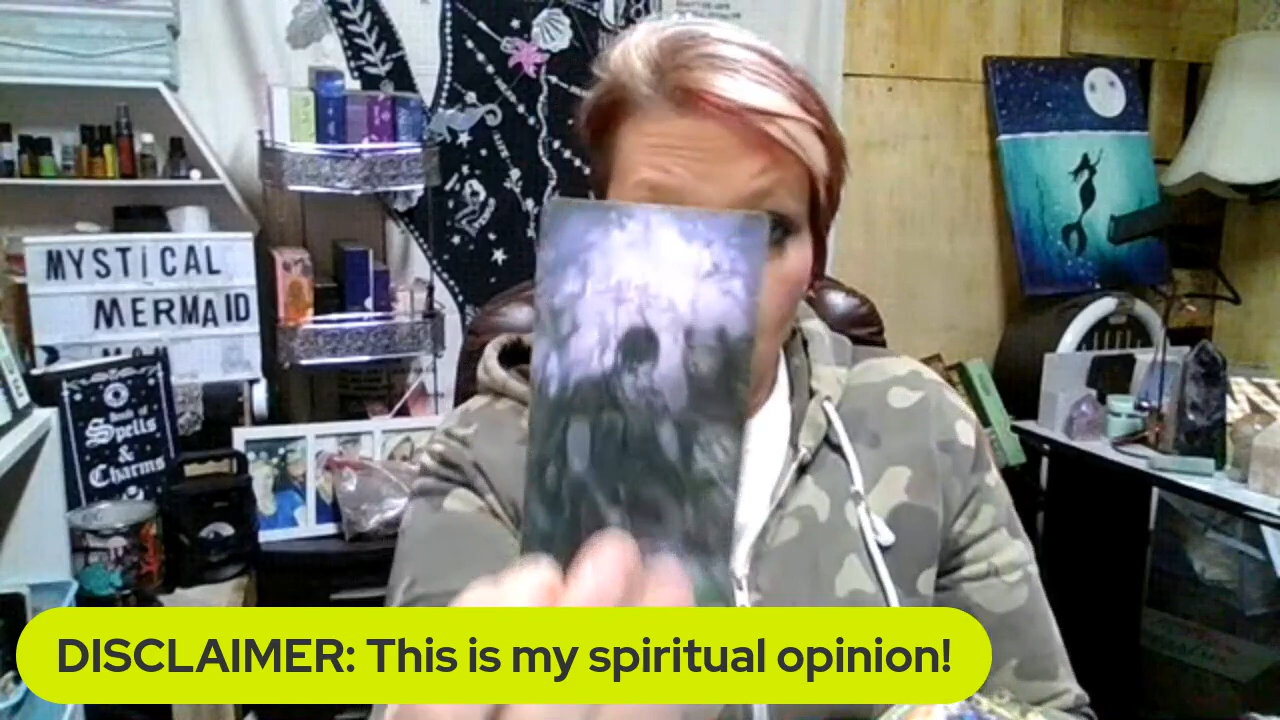 MYSTICAL
MERMAID
Book of
Spells
&
Charms
DISCLAIMER: This is my spiritual opinion!